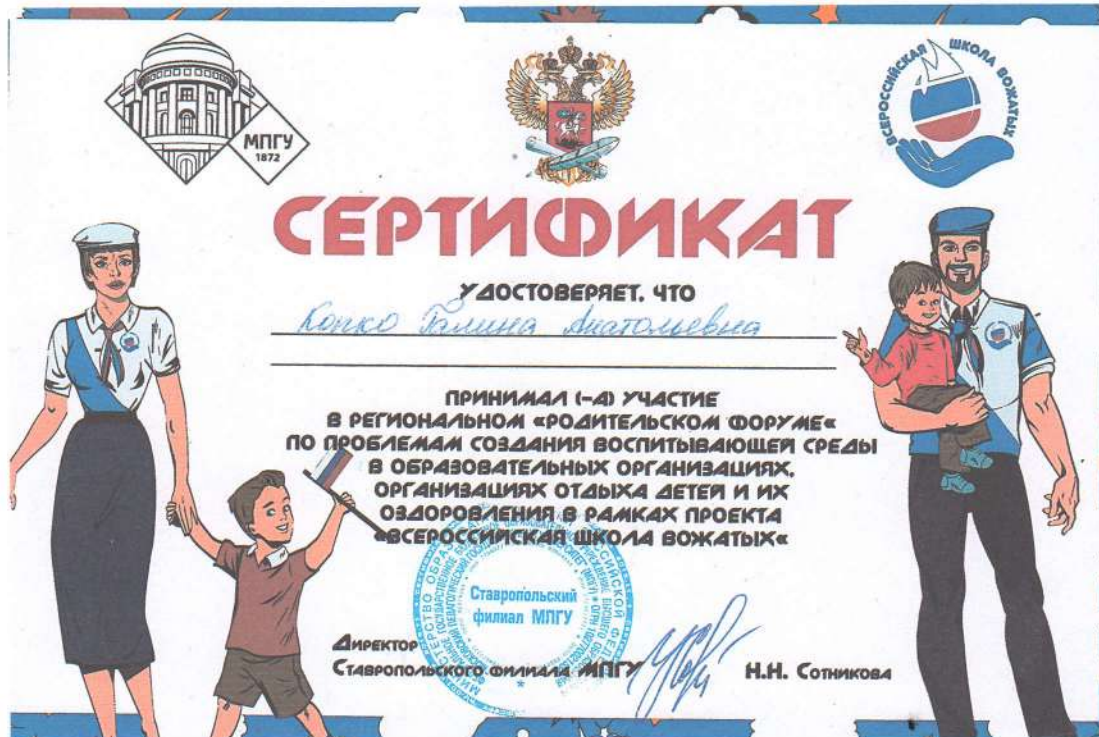 МПГУ
1872
ВСЕРОССИЙСКАЯ ШКОЛА ВОЖАТЫХ
СЕРТИФИКАТ
УДОСТОВЕРЯЕТ, ЧТО
Копко Галина Анатольевна
ПРИНИМАЛ (-А) УЧАСТИЕ
В РЕГИОНАЛЬНОМ «РОДИТЕЛЬСКОМ ФОРУМЕ«
ПО ПРОБЛЕМАМ СОЗДАНИЯ ВОСПИТЫВАЮЩЕЙ СРЕДЫ
В ОБРАЗОВАТЕЛЬНЫХ ОРГАНИЗАЦИЯХ,
ОРГАНИЗАЦИЯХ ОТДЫХА ДЕТЕЙ И ИХ
ОЗДОРОВЛЕНИЯ В РАМКАХ ПРОЕКТА
«ВСЕРОССИЙСКАЯ ШКОЛА ВОЖАТЫХ«
Ставропольский
филиал МПГУ
Директор
Ставропольского филиала МПГУ Н.Н. Сотникова